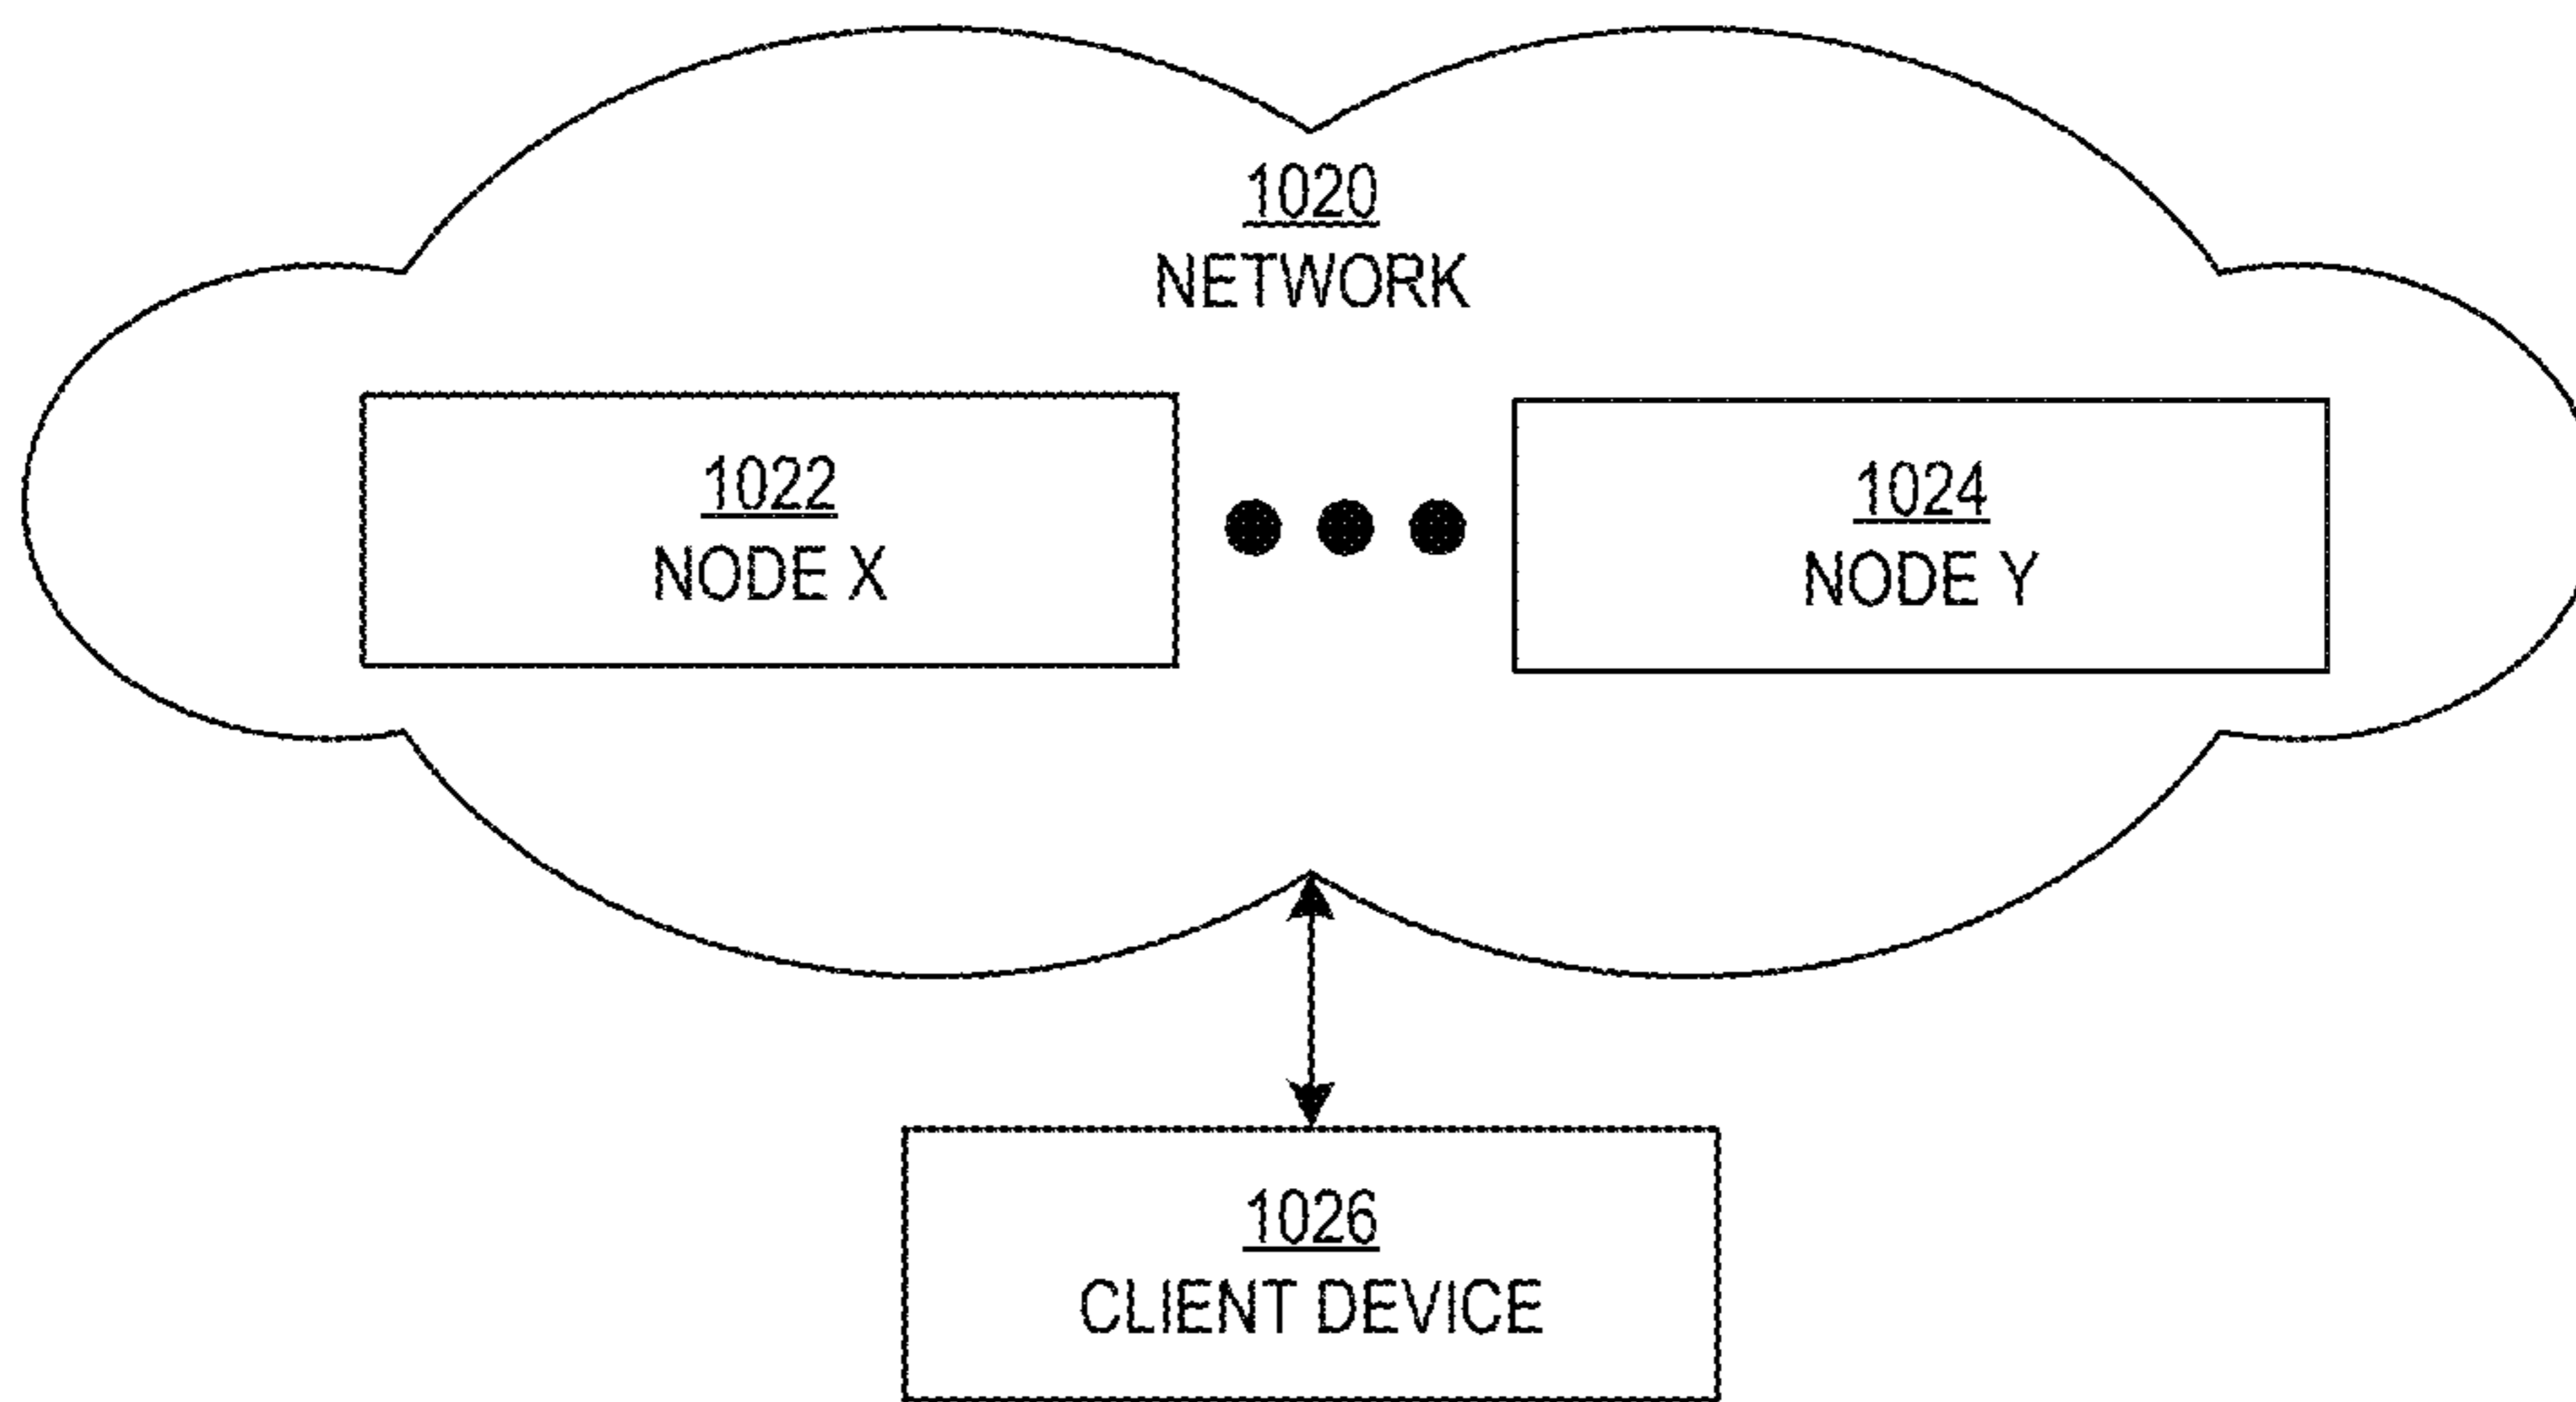 1020
NETWORK
1022
NODE X
1024
NODE Y
1026
CLIENT DEVICE